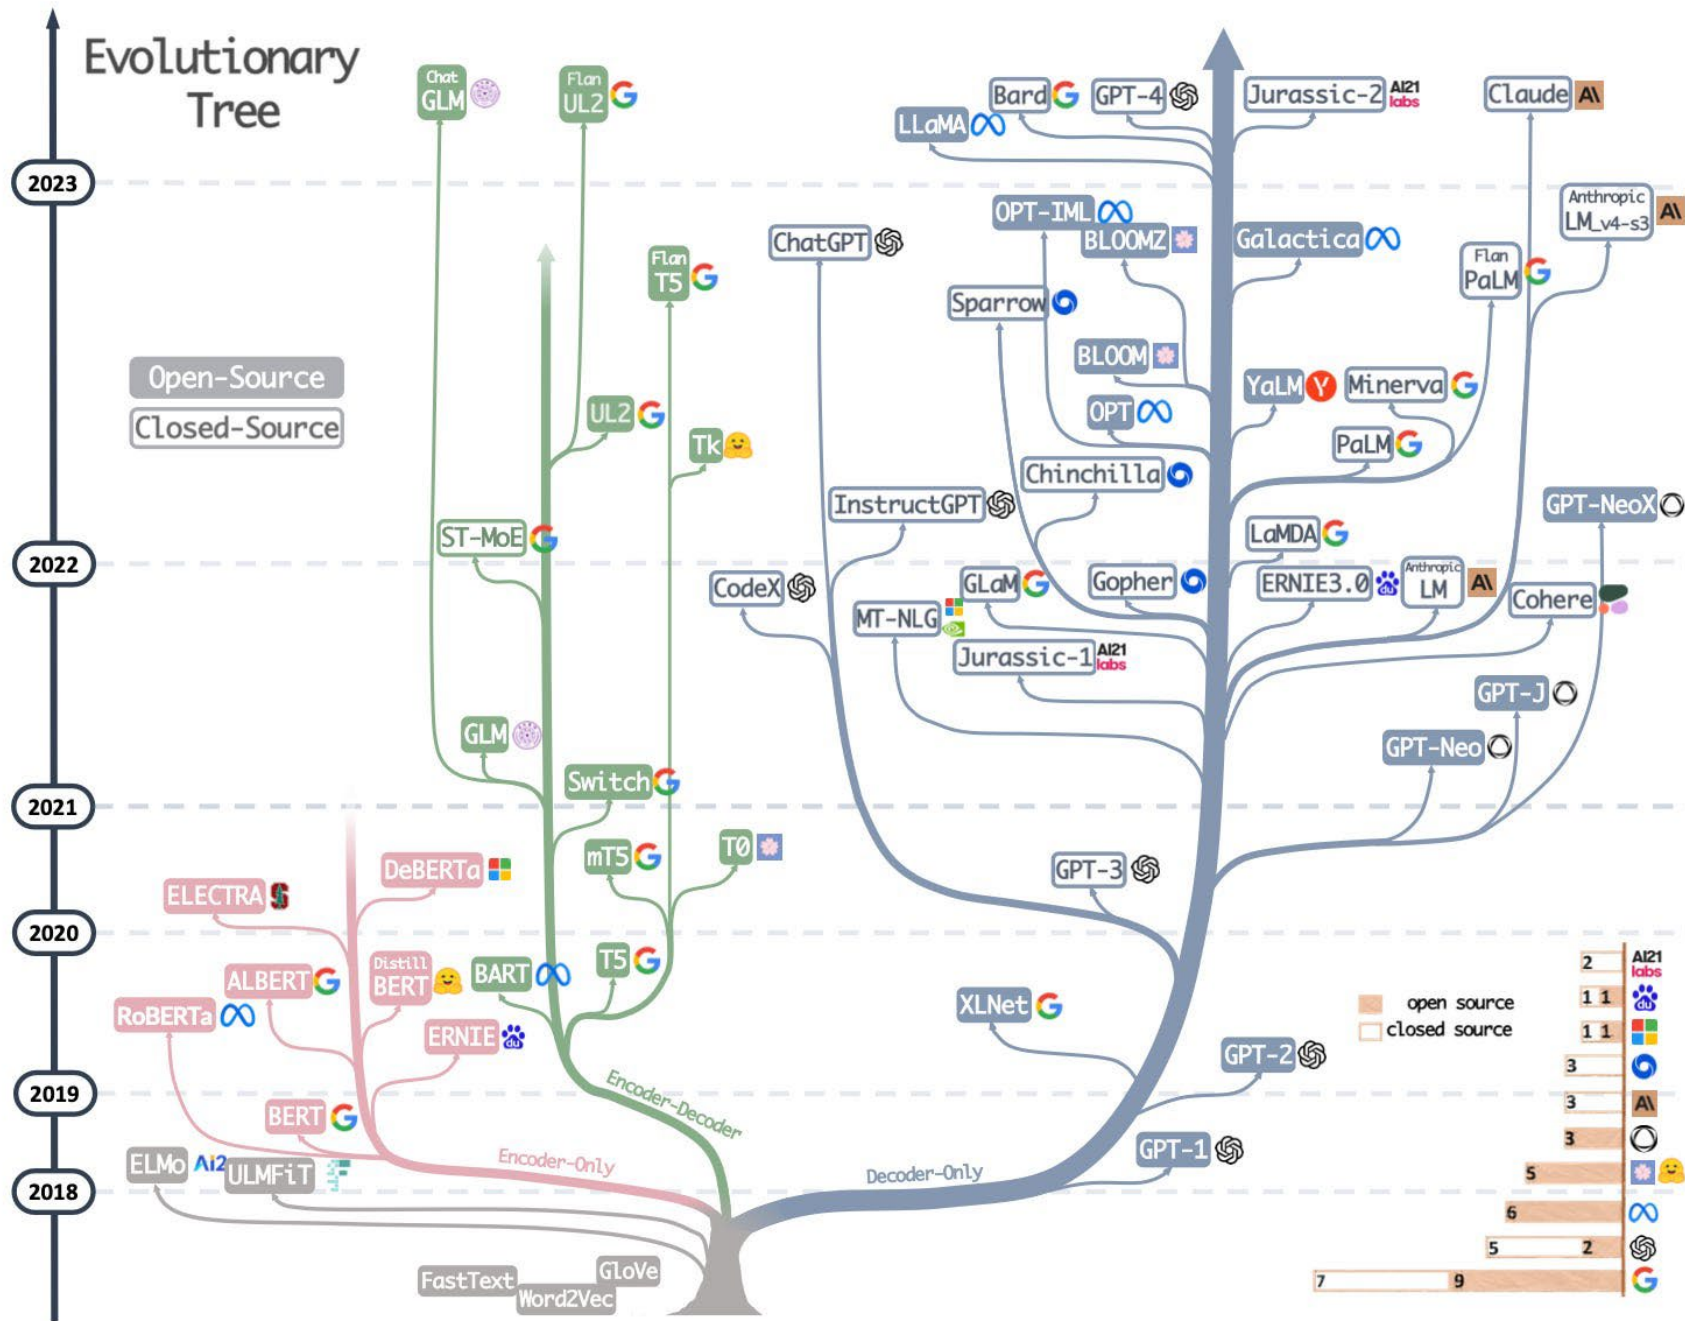 Evolutionary
Tree
2023
2022
2021
2020
2019
2018
Open-Source
Closed-Source
Chat
GLM
Flan
UL2
Flan
T5
UL2
Tk
ST-MoE
GLM
Switch
mT5
T0
BART
T5
Encoder-Decoder
DeBERTa
ELECTRA
ALBERT
Distill
BERT
RoBERTa
ERNIE
BERT
Encoder-Only
ELMo
Ai2
ULMFiT
FastText
Word2Vec
GloVe
LLaMA
Bard
GPT-4
Jurassic-2
AI21
labs
Claude
A\
ChatGPT
OPT-IML
BLOOMZ
Galactica
Anthropic
LM_v4-s3
A\
Flan
PaLM
Sparrow
BLOOM
YaLM
Minerva
OPT
PaLM
Chinchilla
InstructGPT
GPT-NeoX
LaMDA
CodeX
GLaM
Gopher
ERNIE3.0
du
Anthropic
LM
A\
Cohere
MT-NLG
Jurassic-1
AI21
labs
GPT-J
GPT-Neo
GPT-3
XLNet
GPT-2
GPT-1
Decoder-Only
open source
closed source
2
AI21
labs
1 1
du
1 1
3
3
A\
3
5
6
5 2
7 9